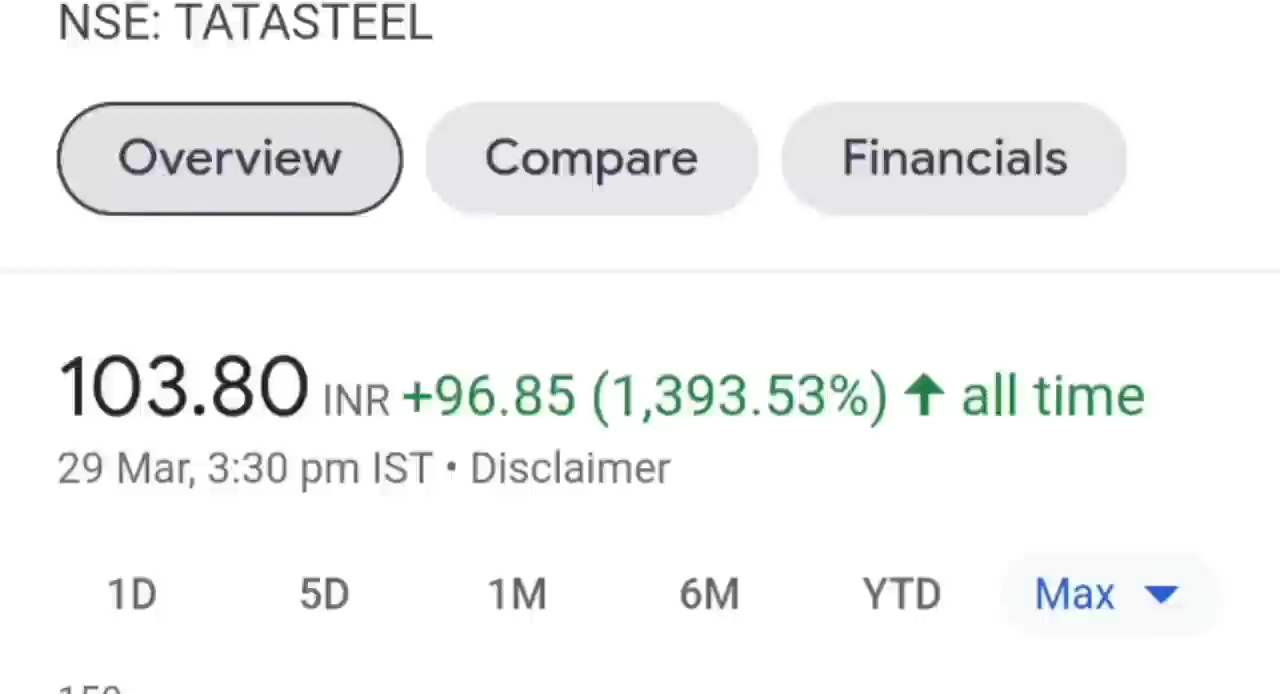 NSE: TATASTEEL
Overview Compare Financials
103.80 INR +96.85 (1,393.53%) ↑ all time
29 Mar, 3:30 pm IST • Disclaimer
1D 5D 1M 6M YTD Max